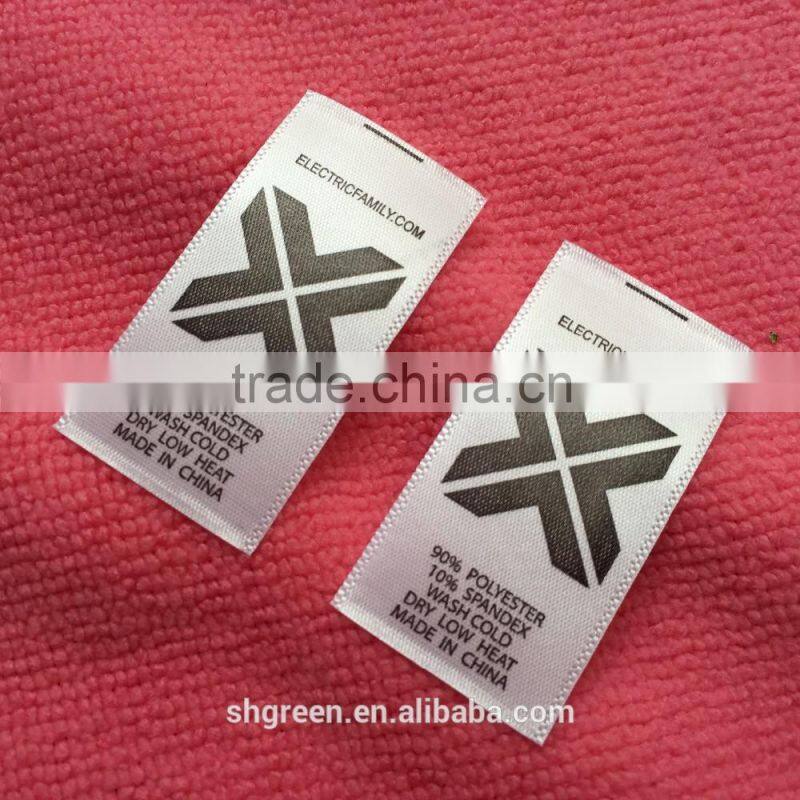 ELECTRICFAMILY.COM
POLYESTER
SPANDEX
WASH COLD
DRY LOW HEAT
MADE IN CHINA
90% POLYESTER
10% SPANDEX
WASH COLD
DRY LOW HEAT
MADE IN CHINA
trade.china.cn
shgreen.en.alibaba.com